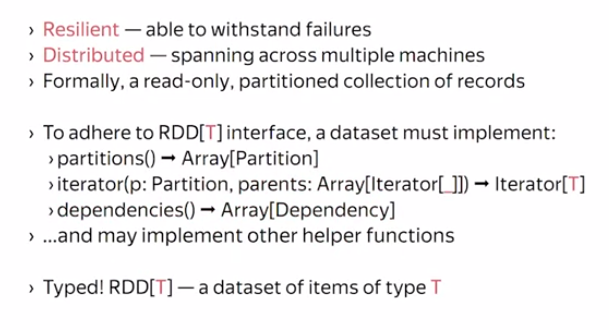 › Resilient — able to withstand failures
› Distributed — spanning across multiple machines
› Formally, a read-only, partitioned collection of records
› To adhere to RDD[T] interface, a dataset must implement:
› partitions() → Array[Partition]
› iterator(p: Partition, parents: Array[Iterator[_]]) → Iterator[T]
› dependencies() → Array[Dependency]
› ...and may implement other helper functions
› Typed! RDD[T] — a dataset of items of type T